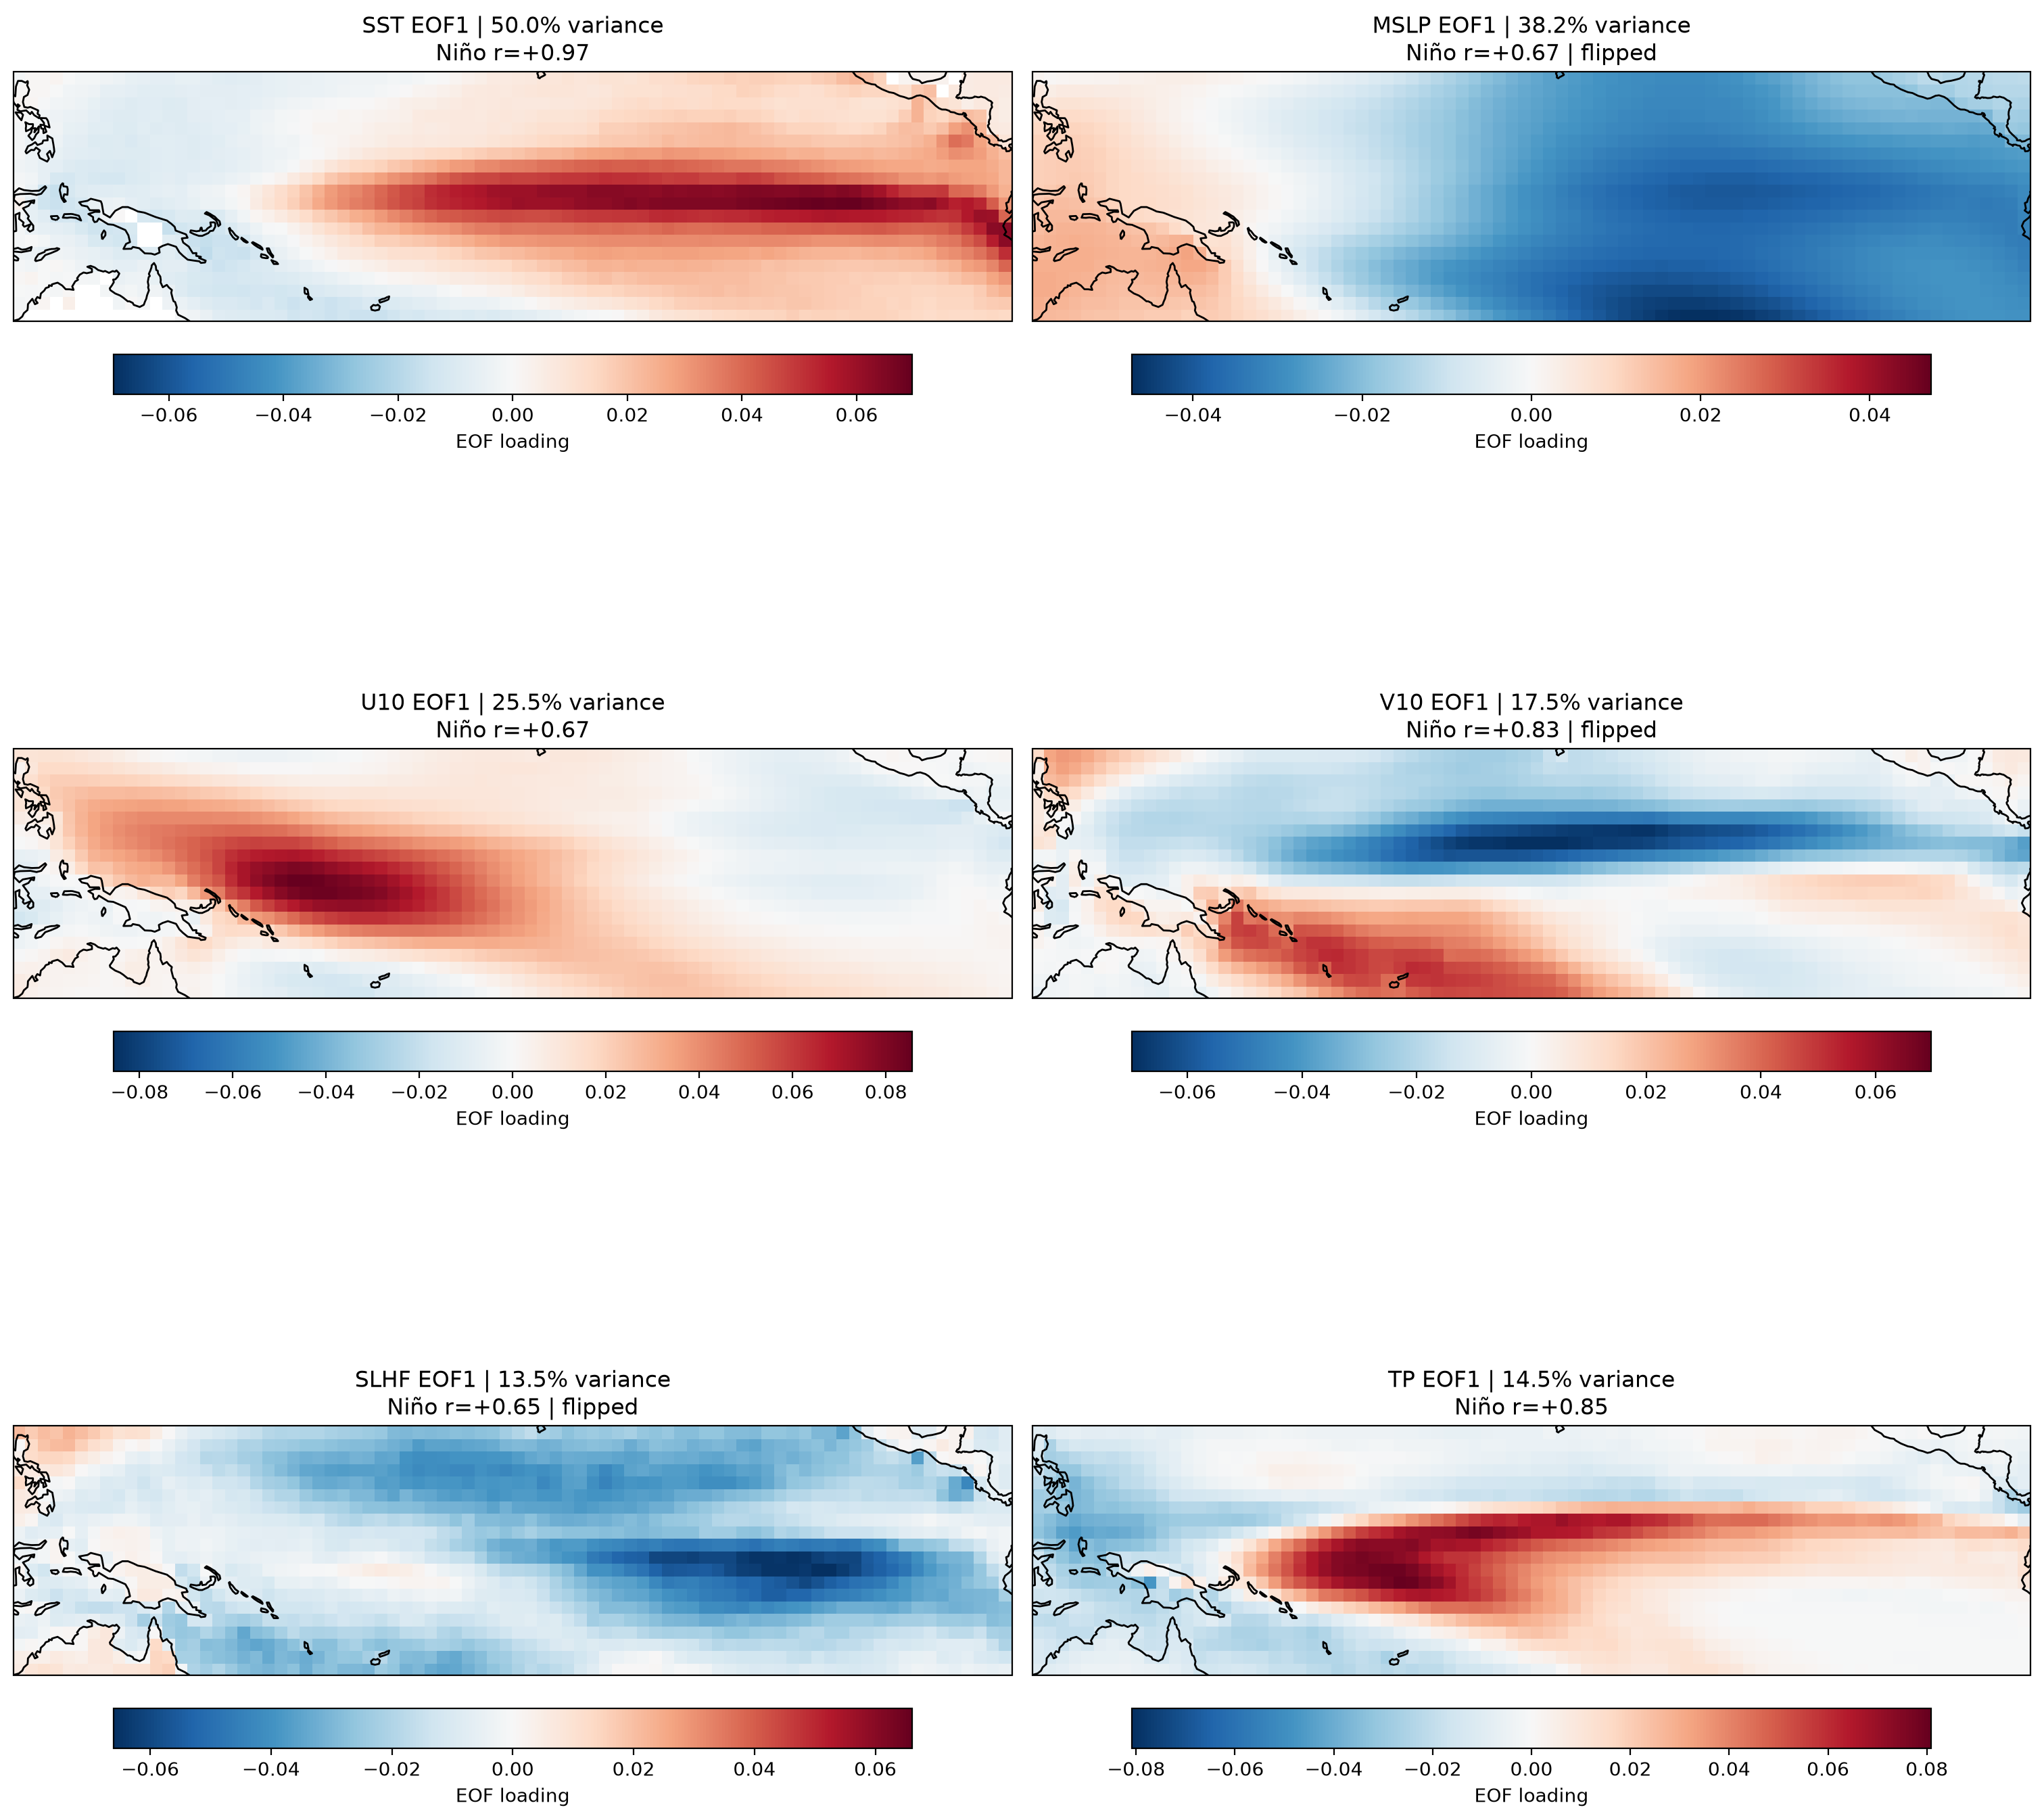 SST EOF1 | 50.0% variance
Niño r=+0.97
MSLP EOF1 | 38.2% variance
Niño r=+0.67 | flipped
−0.06 −0.04 −0.02 0.00 0.02 0.04 0.06
EOF loading
−0.04 −0.02 0.00 0.02 0.04
EOF loading
U10 EOF1 | 25.5% variance
Niño r=+0.67
V10 EOF1 | 17.5% variance
Niño r=+0.83 | flipped
−0.08 −0.06 −0.04 −0.02 0.00 0.02 0.04 0.06 0.08
EOF loading
−0.06 −0.04 −0.02 0.00 0.02 0.04 0.06
EOF loading
SLHF EOF1 | 13.5% variance
Niño r=+0.65 | flipped
TP EOF1 | 14.5% variance
Niño r=+0.85
−0.06 −0.04 −0.02 0.00 0.02 0.04 0.06
EOF loading
−0.08 −0.06 −0.04 −0.02 0.00 0.02 0.04 0.06 0.08
EOF loading